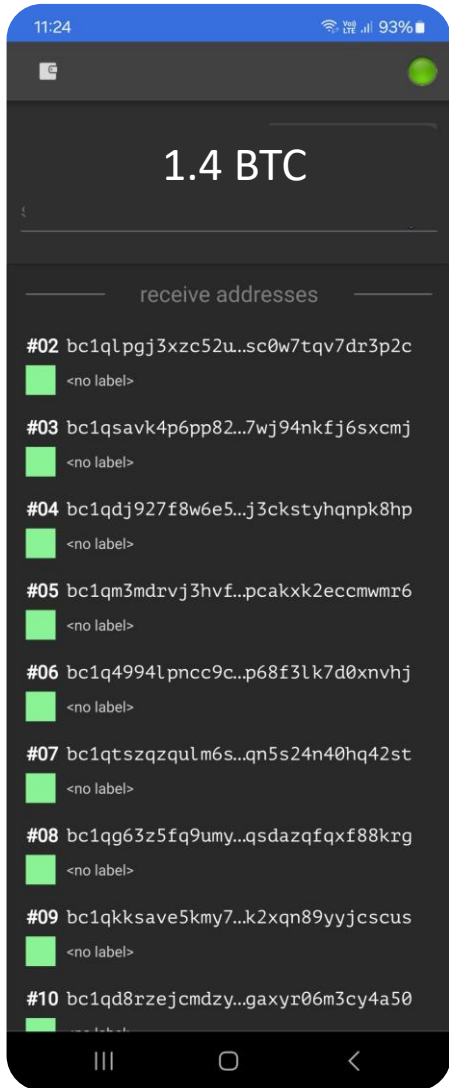 11:24 Vo) LTE 93%
1.4 BTC
receive addresses
#02 bc1qlpgj3xzc52u…sc0w7tqv7dr3p2c
<no label>
#03 bc1qsavk4p6pp82…7wj94nkfj6sxcmj
<no label>
#04 bc1qdj927f8w6e5…j3ckstyhqnpk8hp
<no label>
#05 bc1qm3mdrvj3hvf…pcakxk2eccmwmr6
<no label>
#06 bc1q4994lpncc9c…p68f3lk7d0xnvhj
<no label>
#07 bc1qtszqzqulm6s…qn5s24n40hq42st
<no label>
#08 bc1qg63z5fq9umy…qsdazqfqxf88krg
<no label>
#09 bc1qkksave5kmy7…k2xqn89yyjcscus
<no label>
#10 bc1qd8rzejcmdzy…gaxyr06m3cy4a50